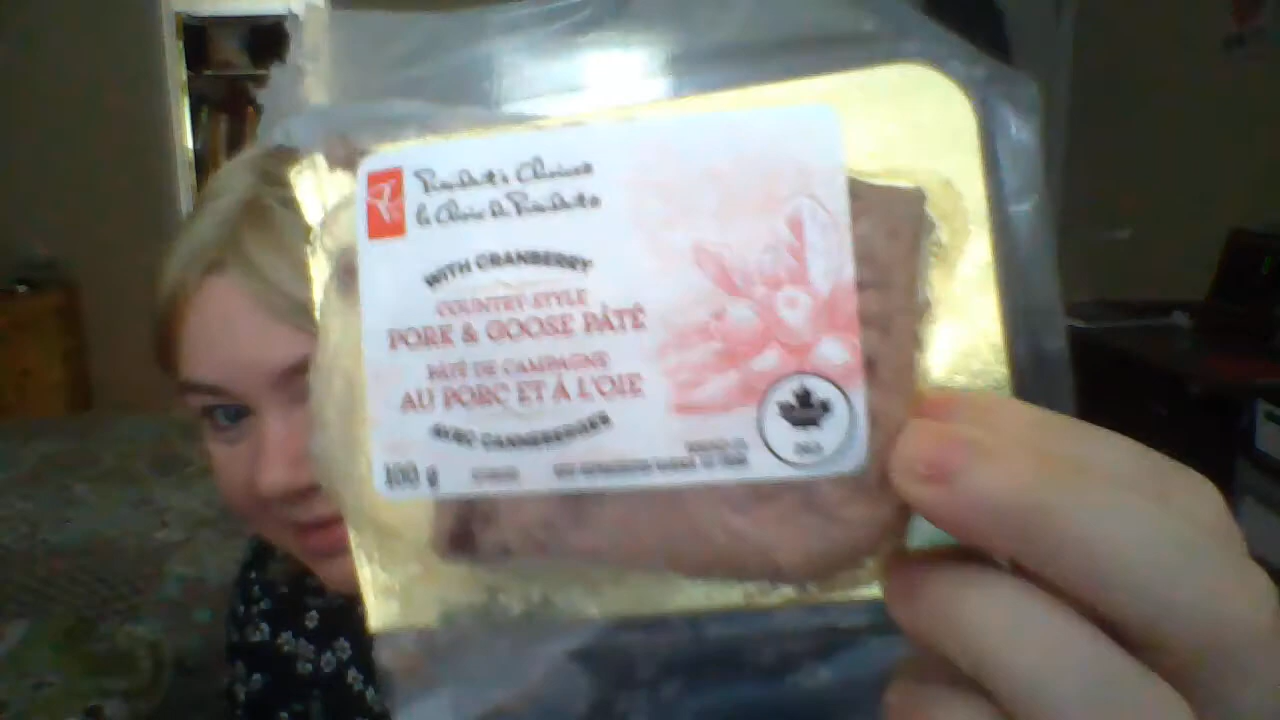 President's Choice
le Choix du Président
WITH CRANBERRY
COUNTRY-STYLE
PORK & GOOSE PÂTÉ
PÂTÉ DE CAMPAGNE
AU PORC ET À L'OIE
AVEC CANNEBERGES
100 g